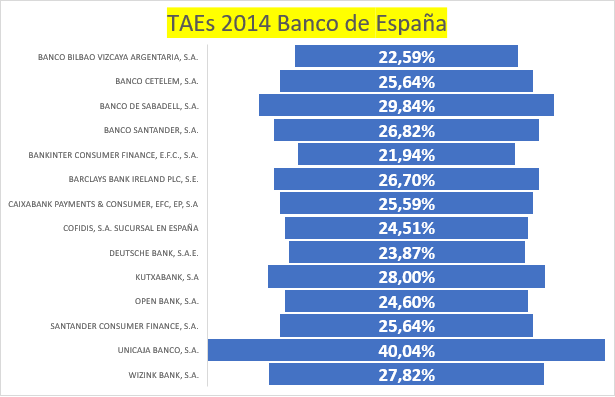 TAEs 2014 Banco de España
BANCO BILBAO VIZCAYA ARGENTARIA, S.A. 22,59%
BANCO CETELEM, S.A. 25,64%
BANCO DE SABADELL, S.A. 29,84%
BANCO SANTANDER, S.A. 26,82%
BANKINTER CONSUMER FINANCE, E.F.C., S.A. 21,94%
BARCLAYS BANK IRELAND PLC, S.E. 26,70%
CAIXABANK PAYMENTS & CONSUMER, EFC, EP, S.A 25,59%
COFIDIS, S.A. SUCURSAL EN ESPAÑA 24,51%
DEUTSCHE BANK, S.A.E. 23,87%
KUTXABANK, S.A 28,00%
OPEN BANK, S.A. 24,60%
SANTANDER CONSUMER FINANCE, S.A. 25,64%
UNICAJA BANCO, S.A. 40,04%
WIZINK BANK, S.A. 27,82%